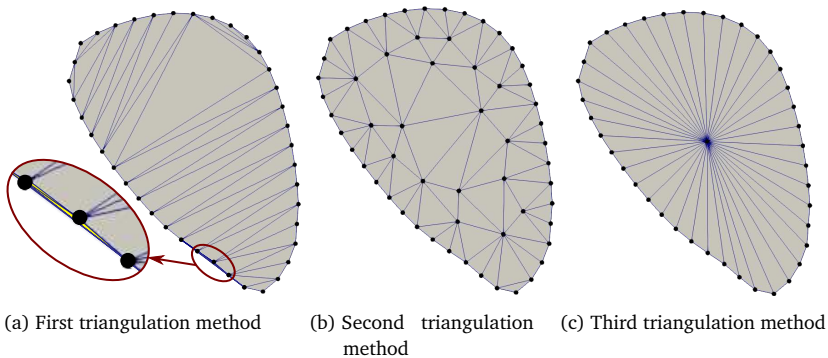 (a) First triangulation method
(b) Second triangulation
method
(c) Third triangulation method